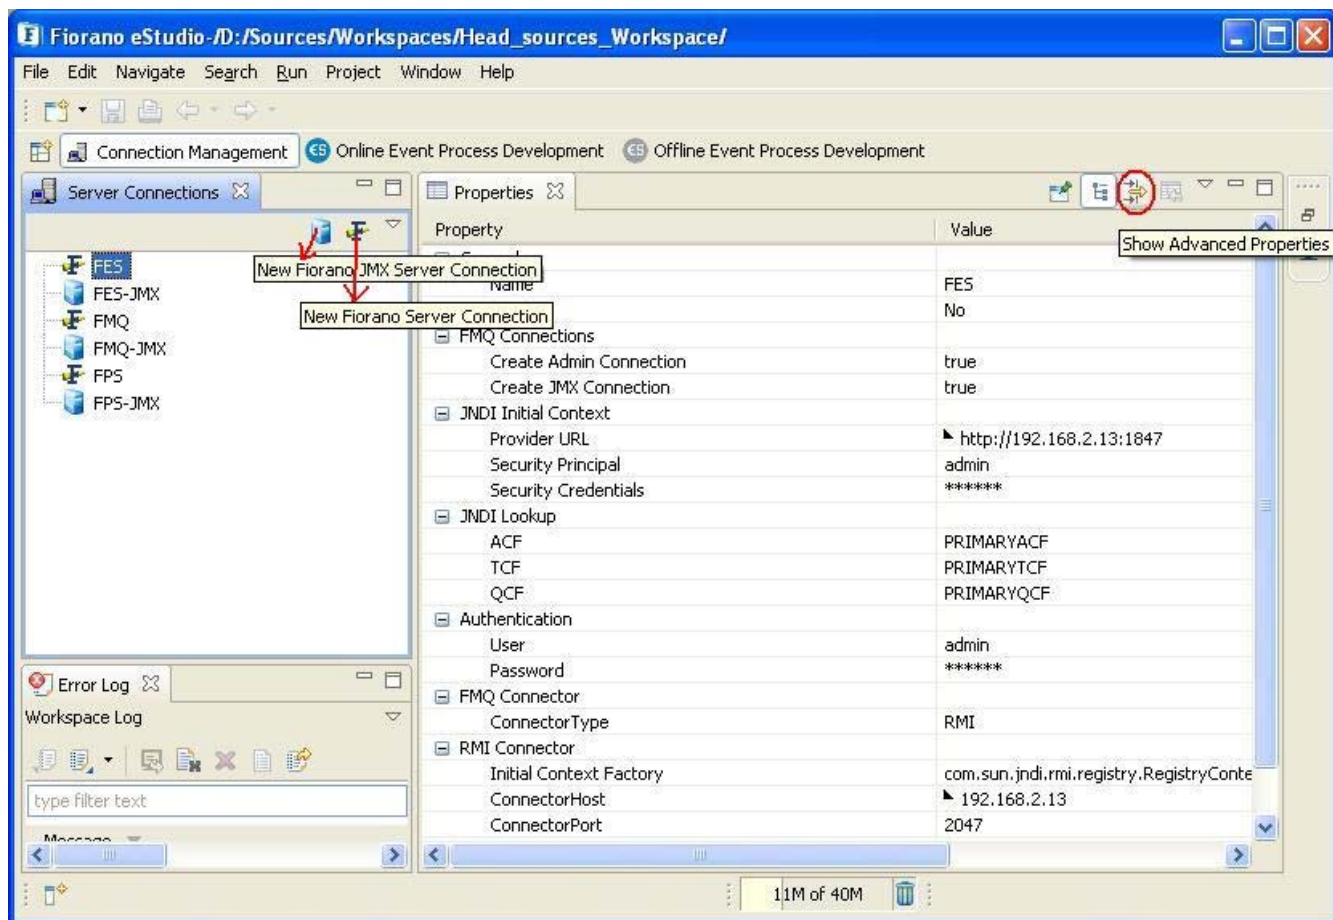 Fiorano eStudio-/D:/Sources/Workspaces/Head_sources_Workspace/
File Edit Navigate Search Run Project Window Help
Connection Management Online Event Process Development Offline Event Process Development
Server Connections
FES
FES-JMX
FMQ
FMQ-JMX
FPS
FPS-JMX
New Fiorano JMX Server Connection
New Fiorano Server Connection
Properties
Show Advanced Properties
Property Value
Name FES
No
FMQ Connections
Create Admin Connection true
Create JMX Connection true
JNDI Initial Context
Provider URL http://192.168.2.13:1847
Security Principal admin
Security Credentials ******
JNDI Lookup
ACF PRIMARYACF
TCF PRIMARYTCF
QCF PRIMARYQCF
Authentication
User admin
Password ******
FMQ Connector
ConnectorType RMI
RMI Connector
Initial Context Factory com.sun.jndi.rmi.registry.RegistryConte
ConnectorHost 192.168.2.13
ConnectorPort 2047
Error Log
Workspace Log
type filter text
Message
11M of 40M